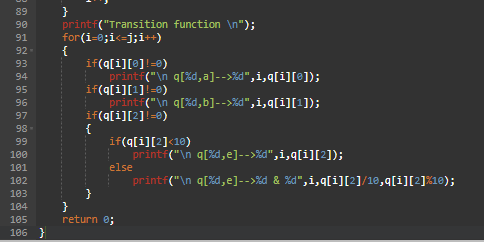 88 i++;
89 }
90 printf("Transition function \n");
91 for(i=0;i<=j;i++)
92 {
93 if(q[i][0]!=0)
94 printf("\n q[%d,a]-->%d",i,q[i][0]);
95 if(q[i][1]!=0)
96 printf("\n q[%d,b]-->%d",i,q[i][1]);
97 if(q[i][2]!=0)
98 {
99 if(q[i][2]<10)
100 printf("\n q[%d,e]-->%d",i,q[i][2]);
101 else
102 printf("\n q[%d,e]-->%d & %d",i,q[i][2]/10,q[i][2]%10);
103 }
104 }
105 return 0;
106 }